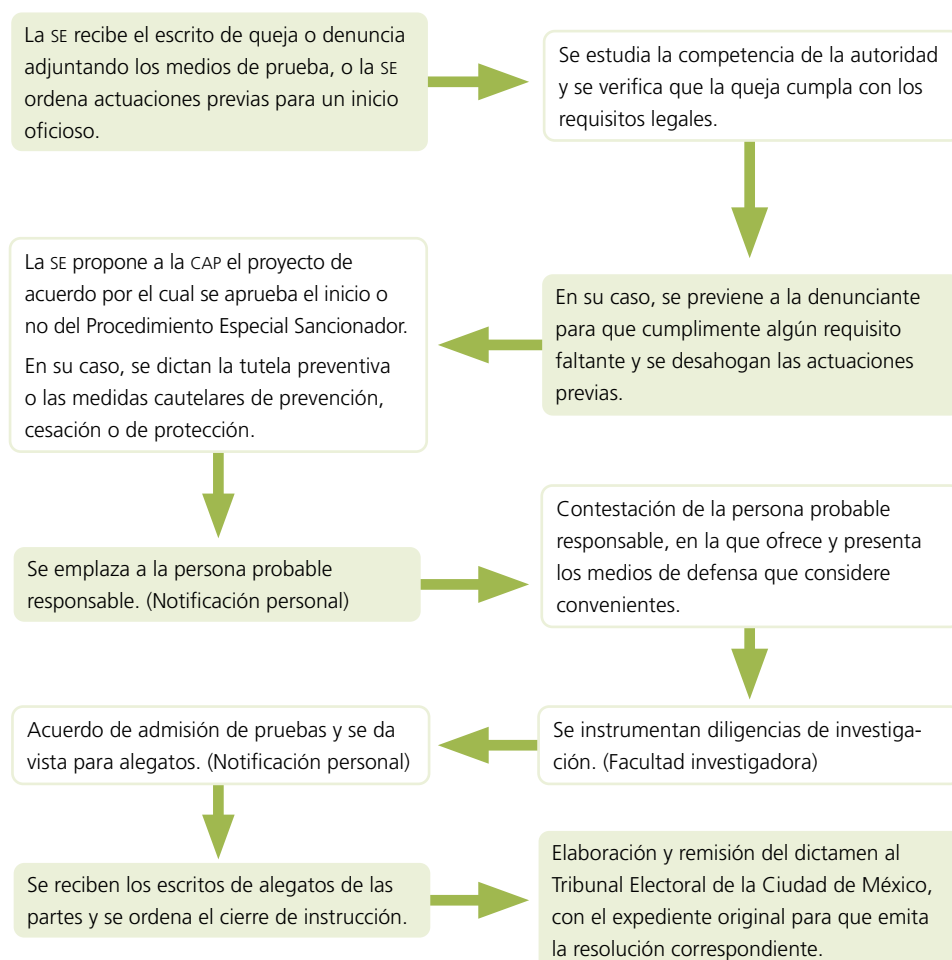 La SE recibe el escrito de queja o denuncia
adjuntando los medios de prueba, o la SE
ordena actuaciones previas para un inicio
oficioso.
Se estudia la competencia de la autoridad
y se verifica que la queja cumpla con los
requisitos legales.
En su caso, se previene a la denunciante
para que cumplimente algún requisito
faltante y se desahogan las actuaciones
previas.
La SE propone a la CAP el proyecto de
acuerdo por el cual se aprueba el inicio o
no del Procedimiento Especial Sancionador.
En su caso, se dictan la tutela preventiva
o las medidas cautelares de prevención,
cesación o de protección.
Se emplaza a la persona probable
responsable. (Notificación personal)
Contestación de la persona probable
responsable, en la que ofrece y presenta
los medios de defensa que considere
convenientes.
Se instrumentan diligencias de investiga-
ción. (Facultad investigadora)
Acuerdo de admisión de pruebas y se da
vista para alegatos. (Notificación personal)
Se reciben los escritos de alegatos de las
partes y se ordena el cierre de instrucción.
Elaboración y remisión del dictamen al
Tribunal Electoral de la Ciudad de México,
con el expediente original para que emita
la resolución correspondiente.